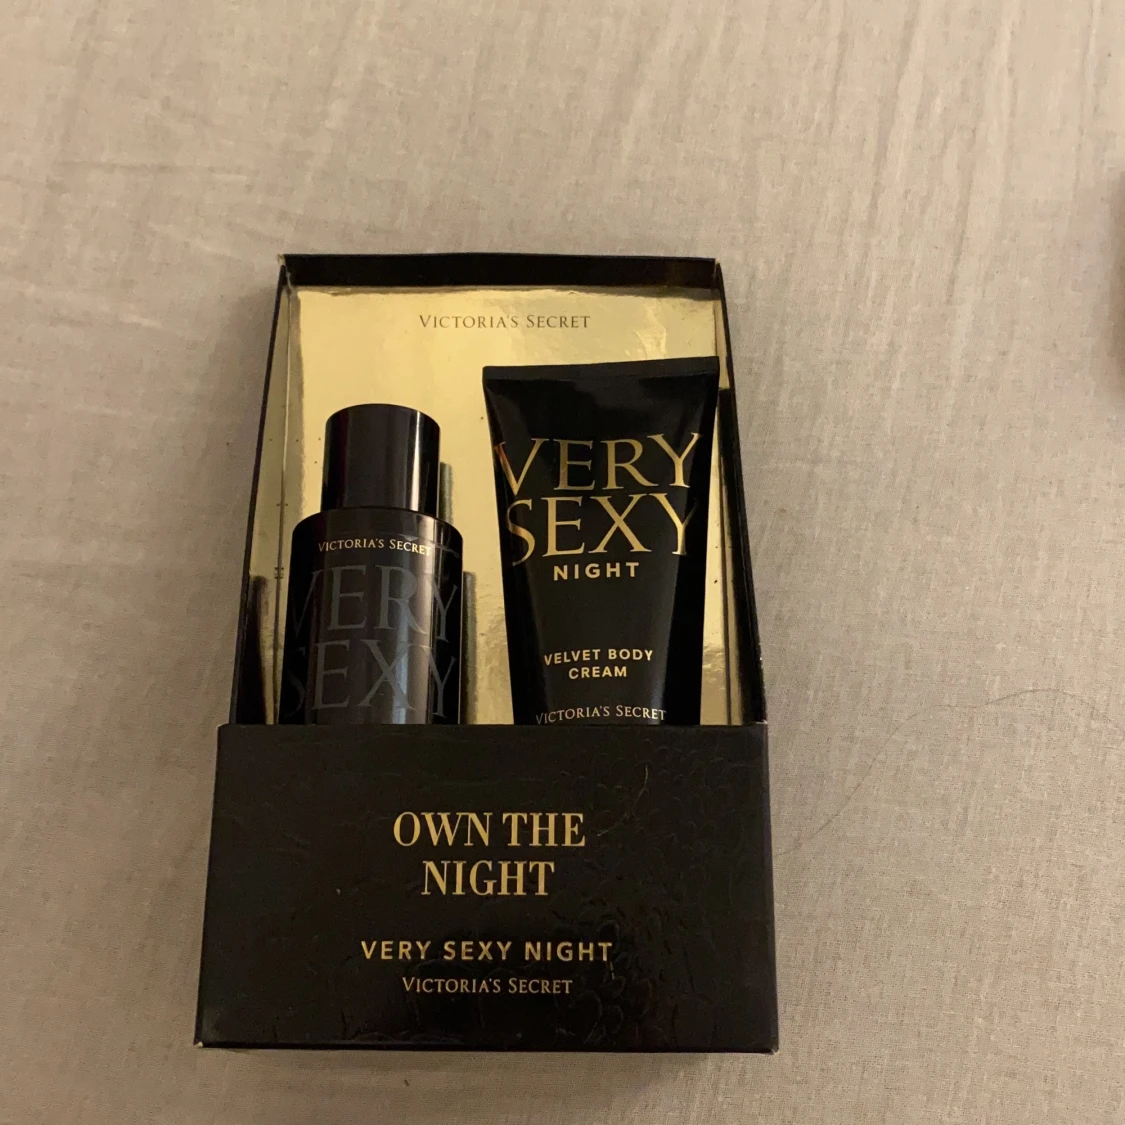 VICTORIA'S SECRET
VICTORIA'S SECRET
VERY
SEXY
VERY
SEXY
NIGHT
VELVET BODY
CREAM
VICTORIA'S SECRET
OWN THE
NIGHT
VERY SEXY NIGHT
VICTORIA'S SECRET